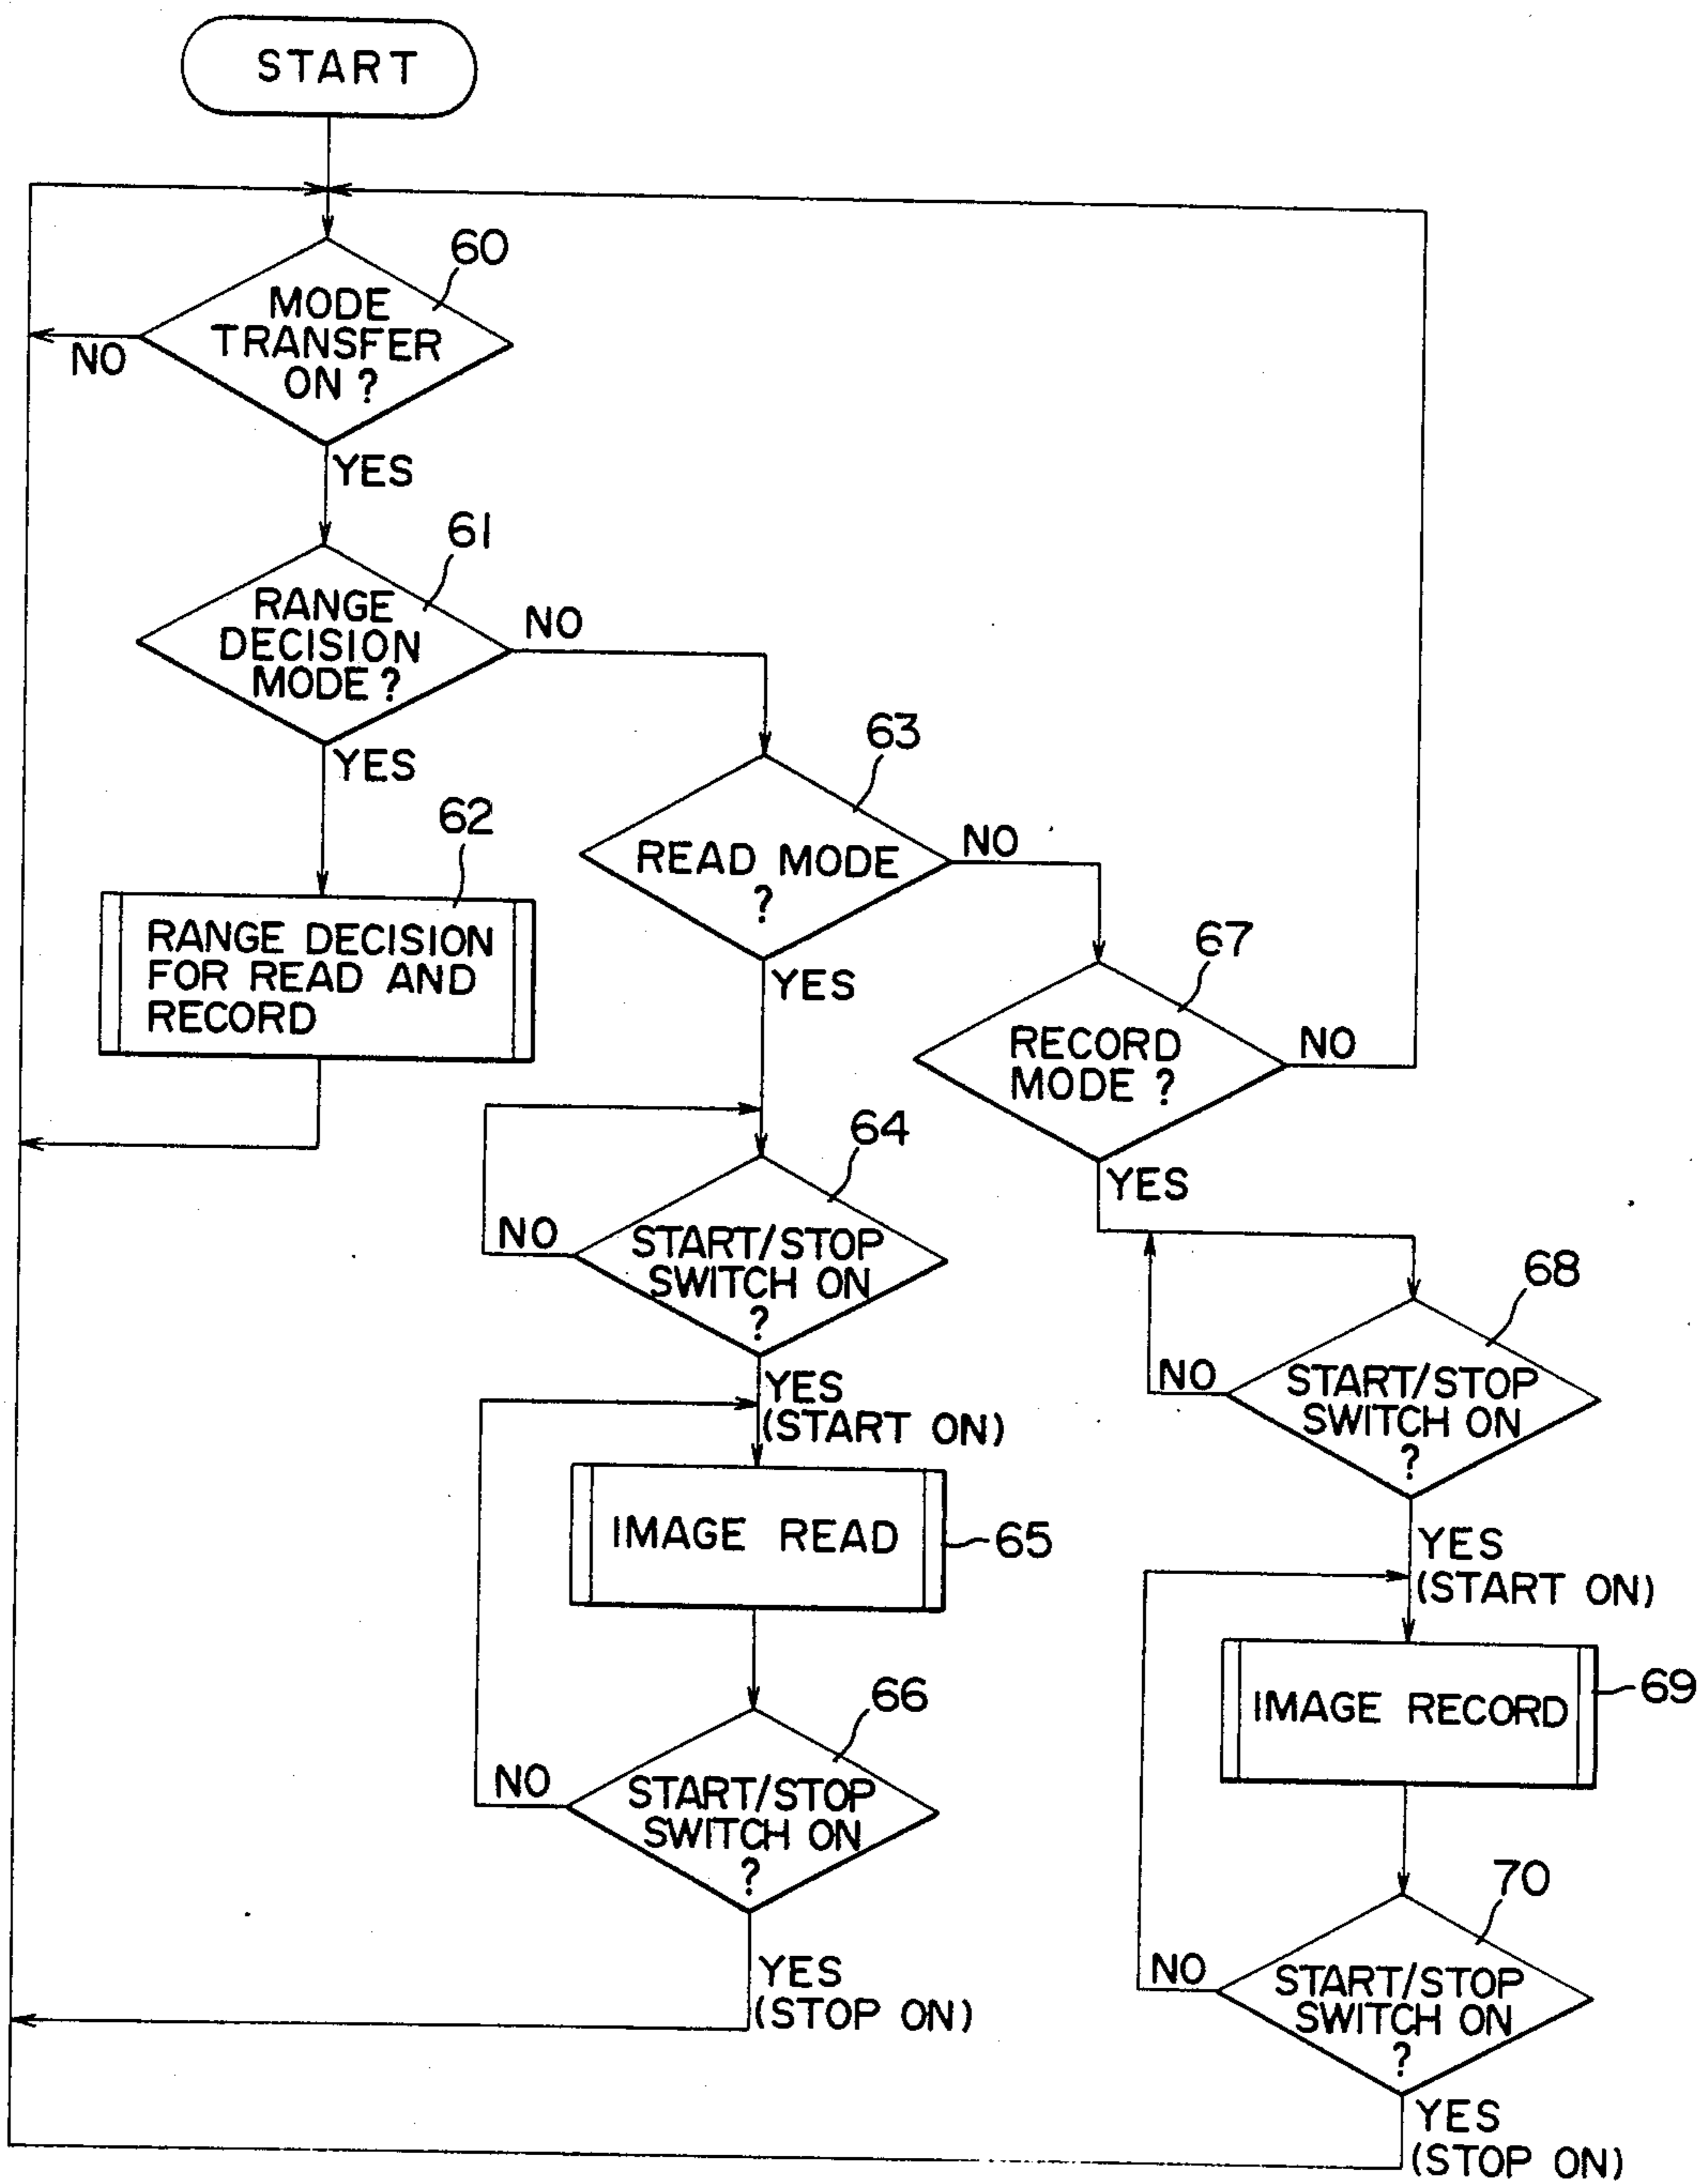 START
60
MODE
TRANSFER
ON ?
NO
YES
61
RANGE
DECISION
MODE ?
NO
YES
62
RANGE DECISION
FOR READ AND
RECORD
63
READ MODE
?
NO
YES
67
RECORD
MODE ?
NO
YES
64
START/STOP
SWITCH ON
?
NO
YES
(START ON)
IMAGE READ
65
66
START/STOP
SWITCH ON
?
NO
YES
(STOP ON)
68
START/STOP
SWITCH ON
?
NO
YES
(START ON)
IMAGE RECORD
69
70
START/STOP
SWITCH ON
?
NO
YES
(STOP ON)